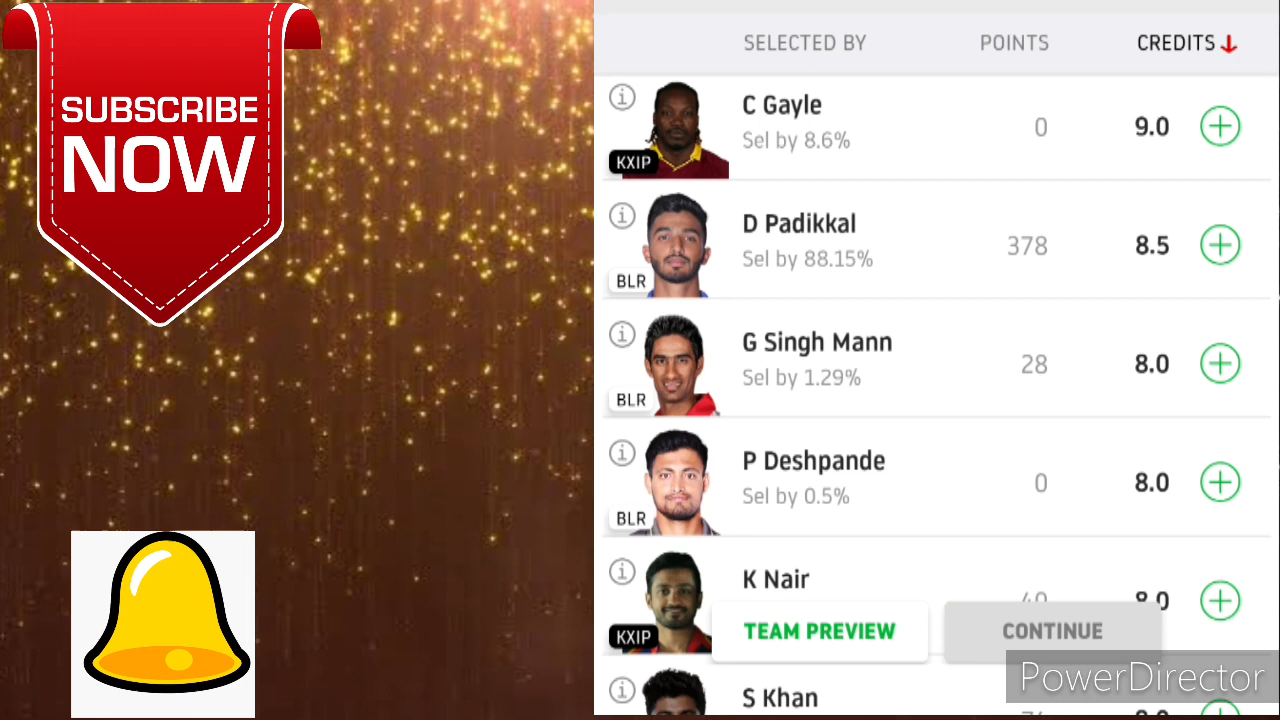 SUBSCRIBE
NOW
SELECTED BY POINTS CREDITS
C Gayle
Sel by 8.6%
0 9.0
KXIP
D Padikkal
Sel by 88.15%
378 8.5
BLR
G Singh Mann
Sel by 1.29%
28 8.0
BLR
P Deshpande
Sel by 0.5%
0 8.0
BLR
K Nair
KXIP
TEAM PREVIEW
CONTINUE
S Khan
PowerDirector